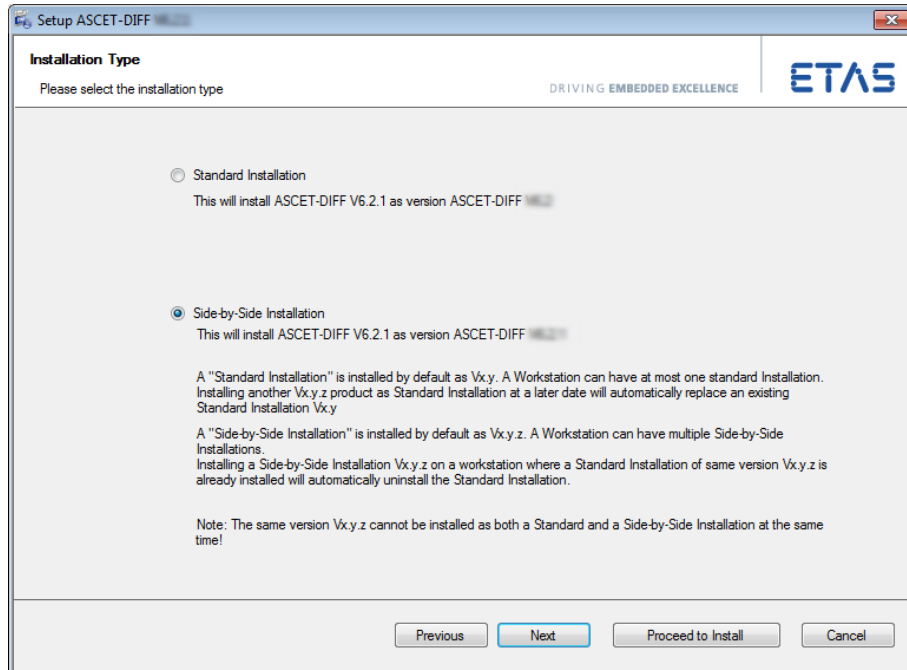 Setup ASCET-DIFF
Installation Type
Please select the installation type
DRIVING EMBEDDED EXCELLENCE
ETAS
Standard Installation
This will install ASCET-DIFF V6.2.1 as version ASCET-DIFF
Side-by-Side Installation
This will install ASCET-DIFF V6.2.1 as version ASCET-DIFF
A "Standard Installation" is installed by default as Vx.y. A Workstation can have at most one standard Installation.
Installing another Vx.y.z product as Standard Installation at a later date will automatically replace an existing
Standard Installation Vx.y
A "Side-by-Side Installation" is installed by default as Vx.y.z. A Workstation can have multiple Side-by-Side
Installations.
Installing a Side-by-Side Installation Vx.y.z on a workstation where a Standard Installation of same version Vx.y.z is
already installed will automatically uninstall the Standard Installation.
Note: The same version Vx.y.z cannot be installed as both a Standard and a Side-by-Side Installation at the same
time!
Previous
Next
Proceed to Install
Cancel